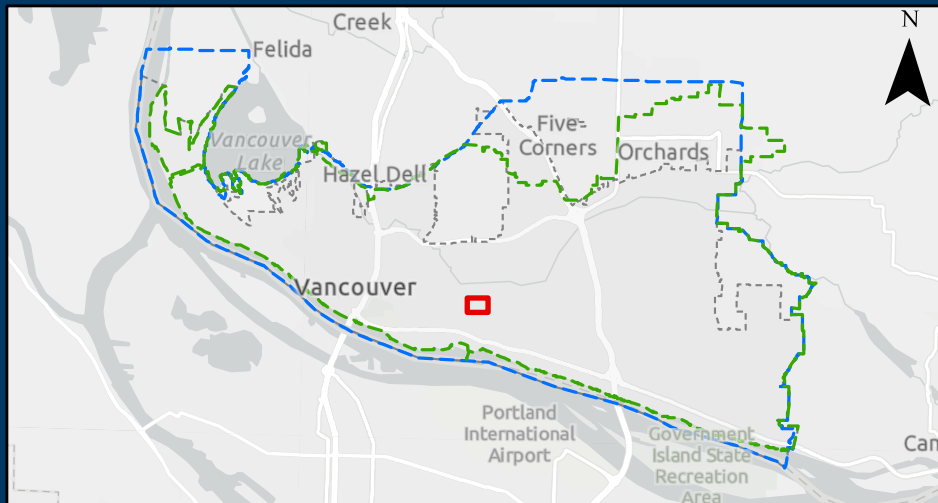 N
Creek
Felida
Vancouver
Lake
Five-
Corners
Orchards
Hazel Dell
Vancouver
Portland
International
Airport
Government
Island State
Recreation
Area
Cam